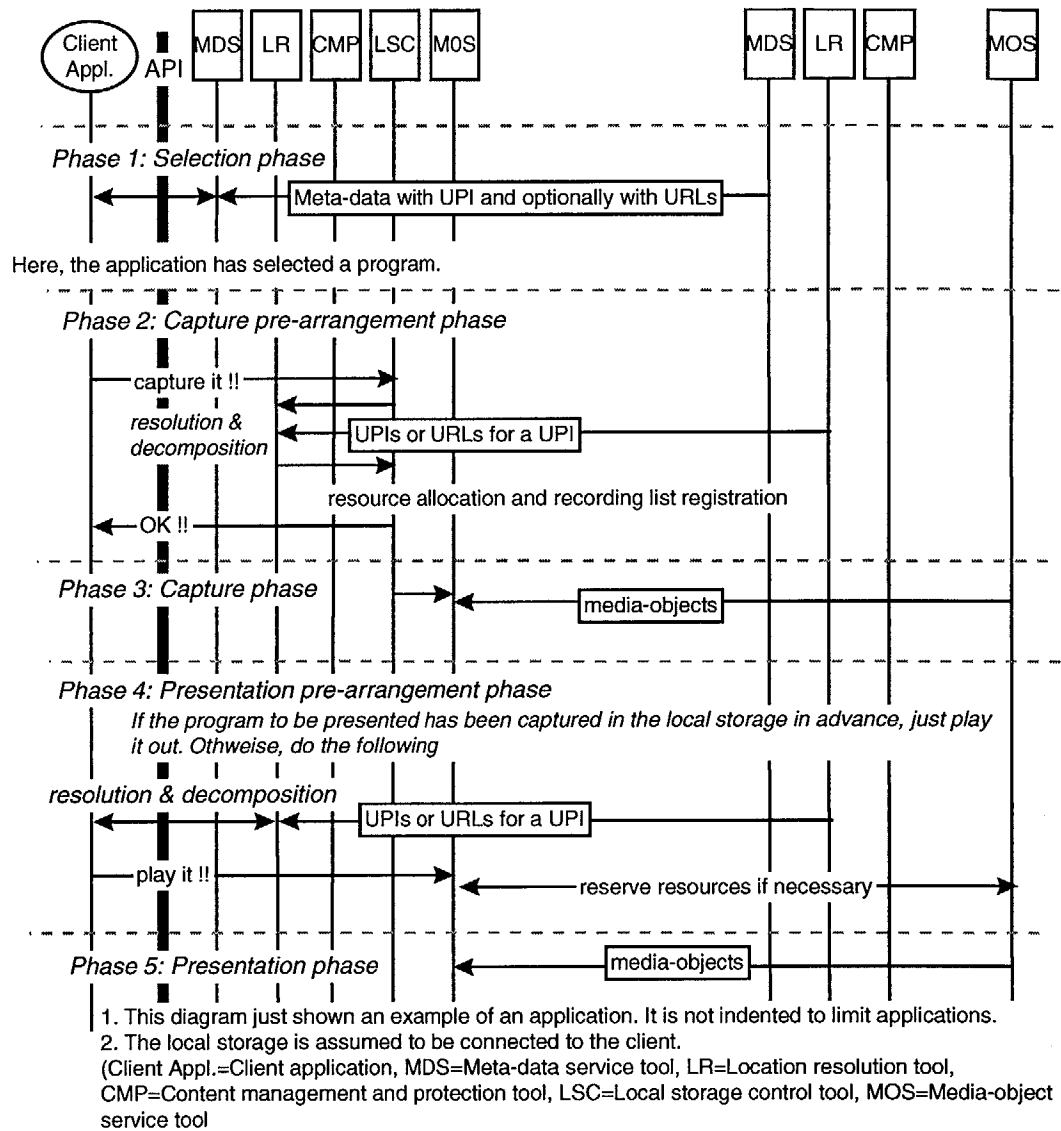 Client Appl.
API
MDS
LR
CMP
LSC
M0S
MDS
LR
CMP
MOS
Phase 1: Selection phase
Meta-data with UPI and optionally with URLs
Here, the application has selected a program.
Phase 2: Capture pre-arrangement phase
capture it !!
resolution &
decomposition
UPIs or URLs for a UPI
resource allocation and recording list registration
OK !!
Phase 3: Capture phase
media-objects
Phase 4: Presentation pre-arrangement phase
If the program to be presented has been captured in the local storage in advance, just play
it out. Othweise, do the following
resolution & decomposition
UPIs or URLs for a UPI
play it !!
reserve resources if necessary
Phase 5: Presentation phase
media-objects
1. This diagram just shown an example of an application. It is not indented to limit applications.
2. The local storage is assumed to be connected to the client.
(Client Appl.=Client application, MDS=Meta-data service tool, LR=Location resolution tool,
CMP=Content management and protection tool, LSC=Local storage control tool, MOS=Media-object
service tool